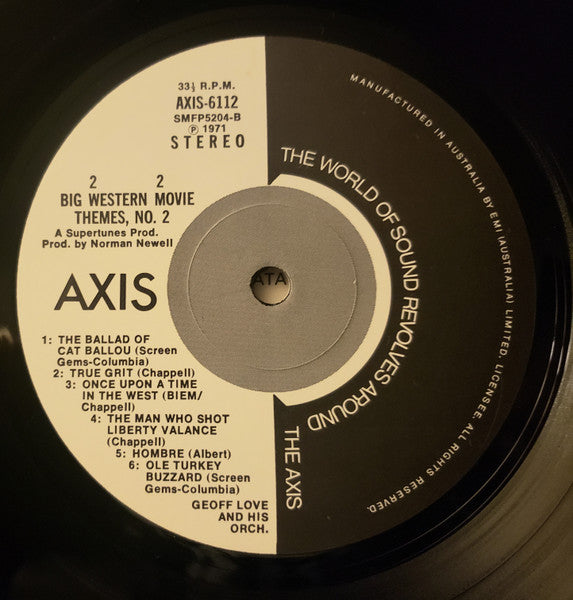 33⅓ R.P.M.
AXIS-6112
SMFP5204-B
Ⓟ 1971
STEREO
2 2
BIG WESTERN MOVIE
THEMES, NO. 2
A Supertunes Prod.
Prod. by Norman Newell
AXIS
1: THE BALLAD OF
CAT BALLOU (Screen
Gems-Columbia)
2: TRUE GRIT (Chappell)
3: ONCE UPON A TIME
IN THE WEST (BIEM/
Chappell)
4: THE MAN WHO SHOT
LIBERTY VALANCE
(Chappell)
5: HOMBRE (Albert)
6: OLE TURKEY
BUZZARD (Screen
Gems-Columbia)
GEOFF LOVE
AND HIS
ORCH.
THE WORLD OF SOUND REVOLVES AROUND
THE AXIS
MANUFACTURED IN AUSTRALIA BY EMI (AUSTRALIA) LIMITED. LICENSEE. ALL RIGHTS RESERVED.
ATA